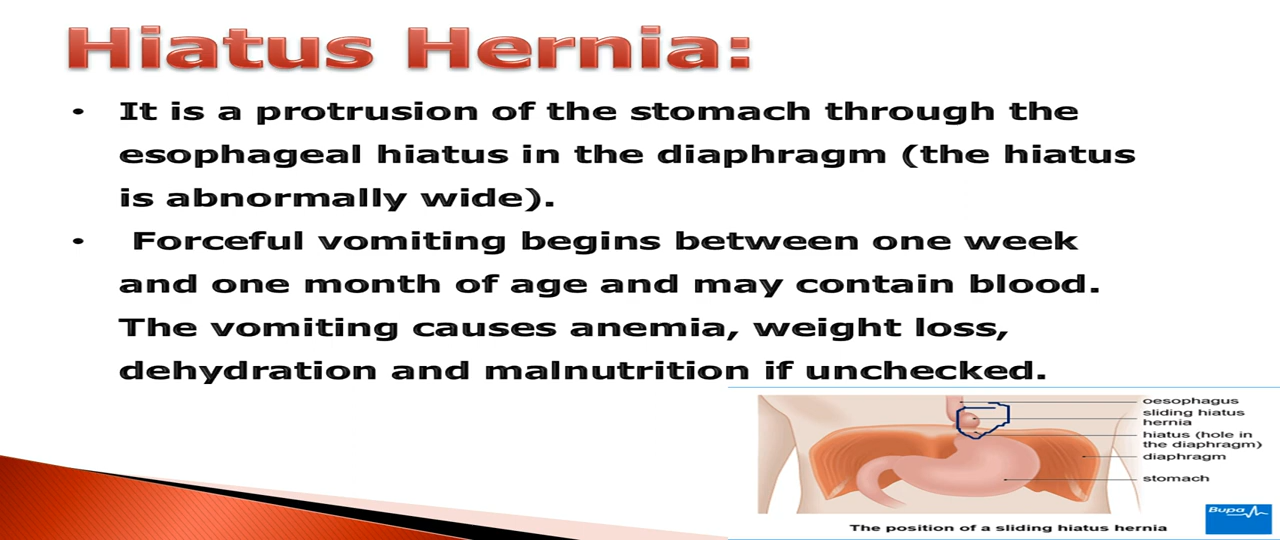 Hiatus Hernia:
• It is a protrusion of the stomach through the
esophageal hiatus in the diaphragm (the hiatus
is abnormally wide).
• Forceful vomiting begins between one week
and one month of age and may contain blood.
The vomiting causes anemia, weight loss,
dehydration and malnutrition if unchecked.
oesophagus
sliding hiatus
hernia
hiatus (hole in
the diaphragm)
diaphragm
stomach
The position of a sliding hiatus hernia
Bupa